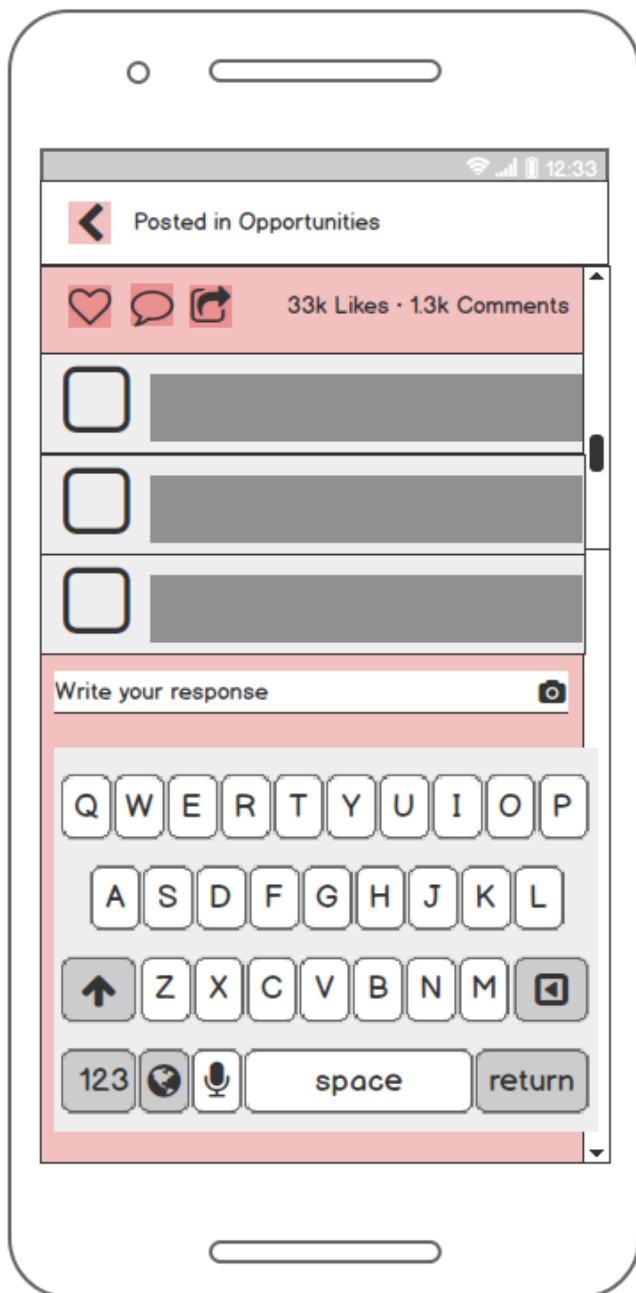 12:33
Posted in Opportunities
33k Likes · 1.3k Comments
Write your response
Q W E R T Y U I O P
A S D F G H J K L
Z X C V B N M
123 space return